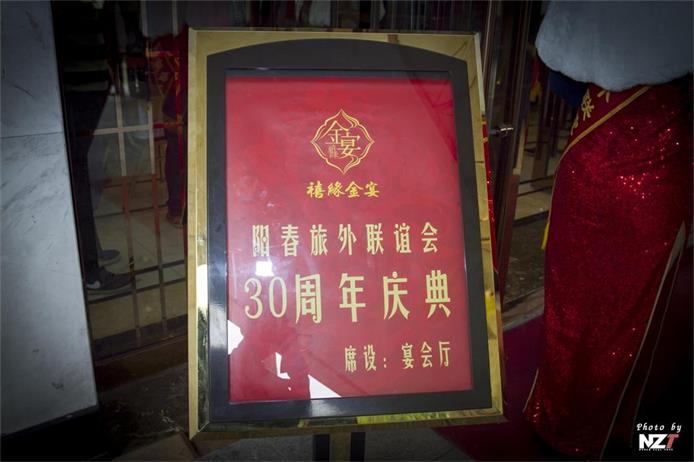 金宴
禧緣金宴
阳春旅外联谊会
30周年庆典
席设：宴会厅
Photo by
NZT